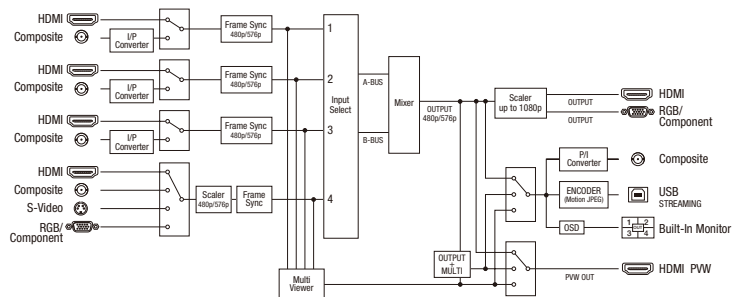 HDMI
Composite
I/P
Converter
Frame Sync
480p/576p
HDMI
Composite
I/P
Converter
Frame Sync
480p/576p
HDMI
Composite
I/P
Converter
Frame Sync
480p/576p
HDMI
Composite
S-Video
RGB/
Component
Scaler
480p/576p
Frame
Sync
1
2
3
4
Input
Select
Multi
Viewer
A-BUS
B-BUS
Mixer
OUTPUT
480p/576p
OUTPUT
+
MULTI
Scaler
up to 1080p
OUTPUT
OUTPUT
HDMI
RGB/
Component
P/I
Converter
Composite
ENCODER
(Motion JPEG)
USB
STREAMING
OSD
1 2
OUT
3 4
Built-In Monitor
PVW OUT
HDMI PVW